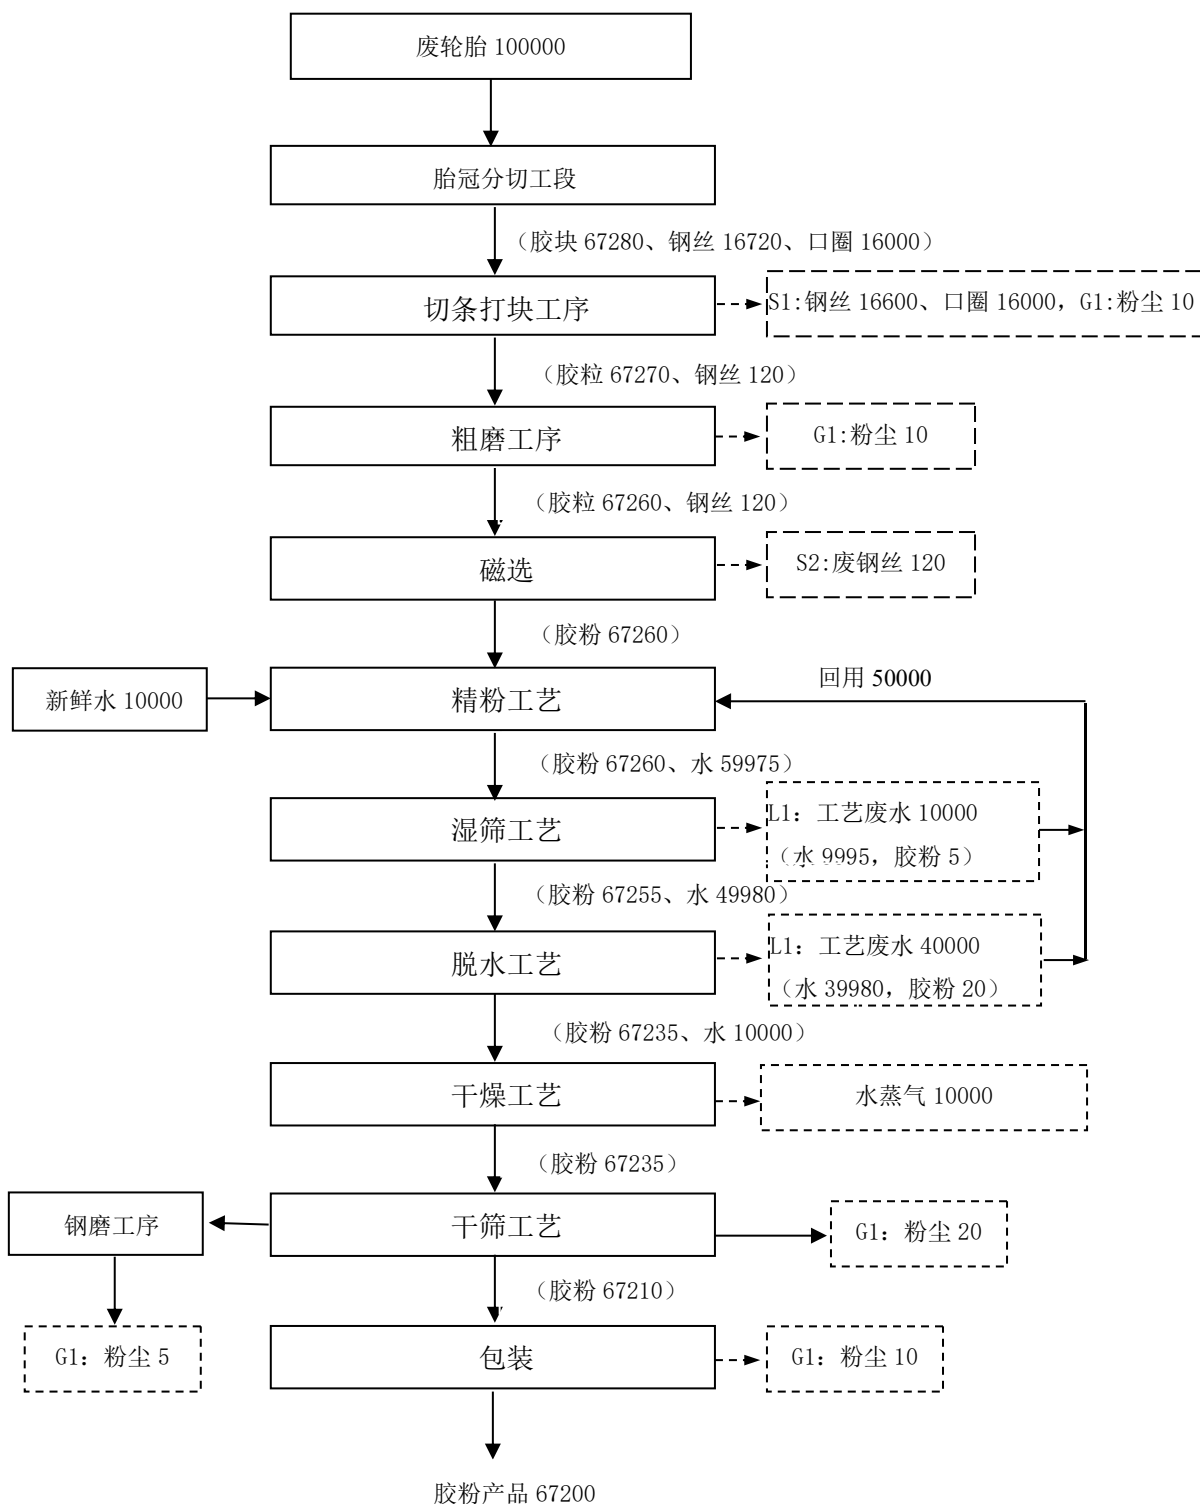 废轮胎 100000
胎冠分切工段
（胶块 67280、钢丝 16720、口圈 16000）
切条打块工序
S1:钢丝 16600、口圈 16000，G1:粉尘 10
（胶粒 67270、钢丝 120）
粗磨工序
G1:粉尘 10
（胶粒 67260、钢丝 120）
磁选
S2:废钢丝 120
（胶粉 67260）
新鲜水 10000
精粉工艺
回用 50000
（胶粉 67260、水 59975）
湿筛工艺
L1：工艺废水 10000
（水 9995，胶粉 5）
（胶粉 67255、水 49980）
脱水工艺
L1：工艺废水 40000
（水 39980，胶粉 20）
（胶粉 67235、水 10000）
干燥工艺
水蒸气 10000
（胶粉 67235）
钢磨工序
干筛工艺
G1：粉尘 20
（胶粉 67210）
G1：粉尘 5
包装
G1：粉尘 10
胶粉产品 67200